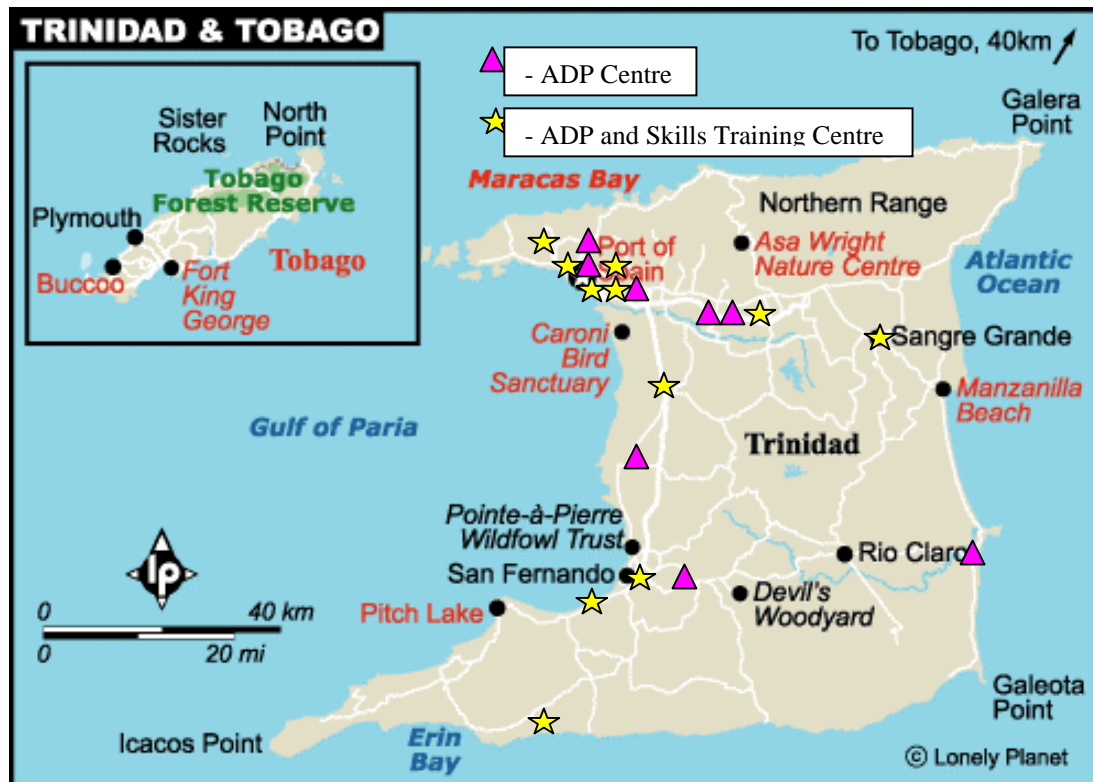 TRINIDAD & TOBAGO
- ADP Centre
- ADP and Skills Training Centre
To Tobago, 40km
Galera
Point
Sister
Rocks
North
Point
Tobago
Forest Reserve
Plymouth
Buccoo
Fort
King
George
Tobago
Maracas Bay
Northern Range
Port of
Spain
Asa Wright
Nature Centre
Atlantic
Ocean
Caroni
Bird
Sanctuary
Sangre Grande
Manzanilla
Beach
Gulf of Paria
Trinidad
Pointe-à-Pierre
Wildfowl Trust
San Fernando
Rio Claro
Devil's
Woodyard
Pitch Lake
lp
0 40 km
0 20 mi
Galeota
Point
Icacos Point
Erin
Bay
© Lonely Planet